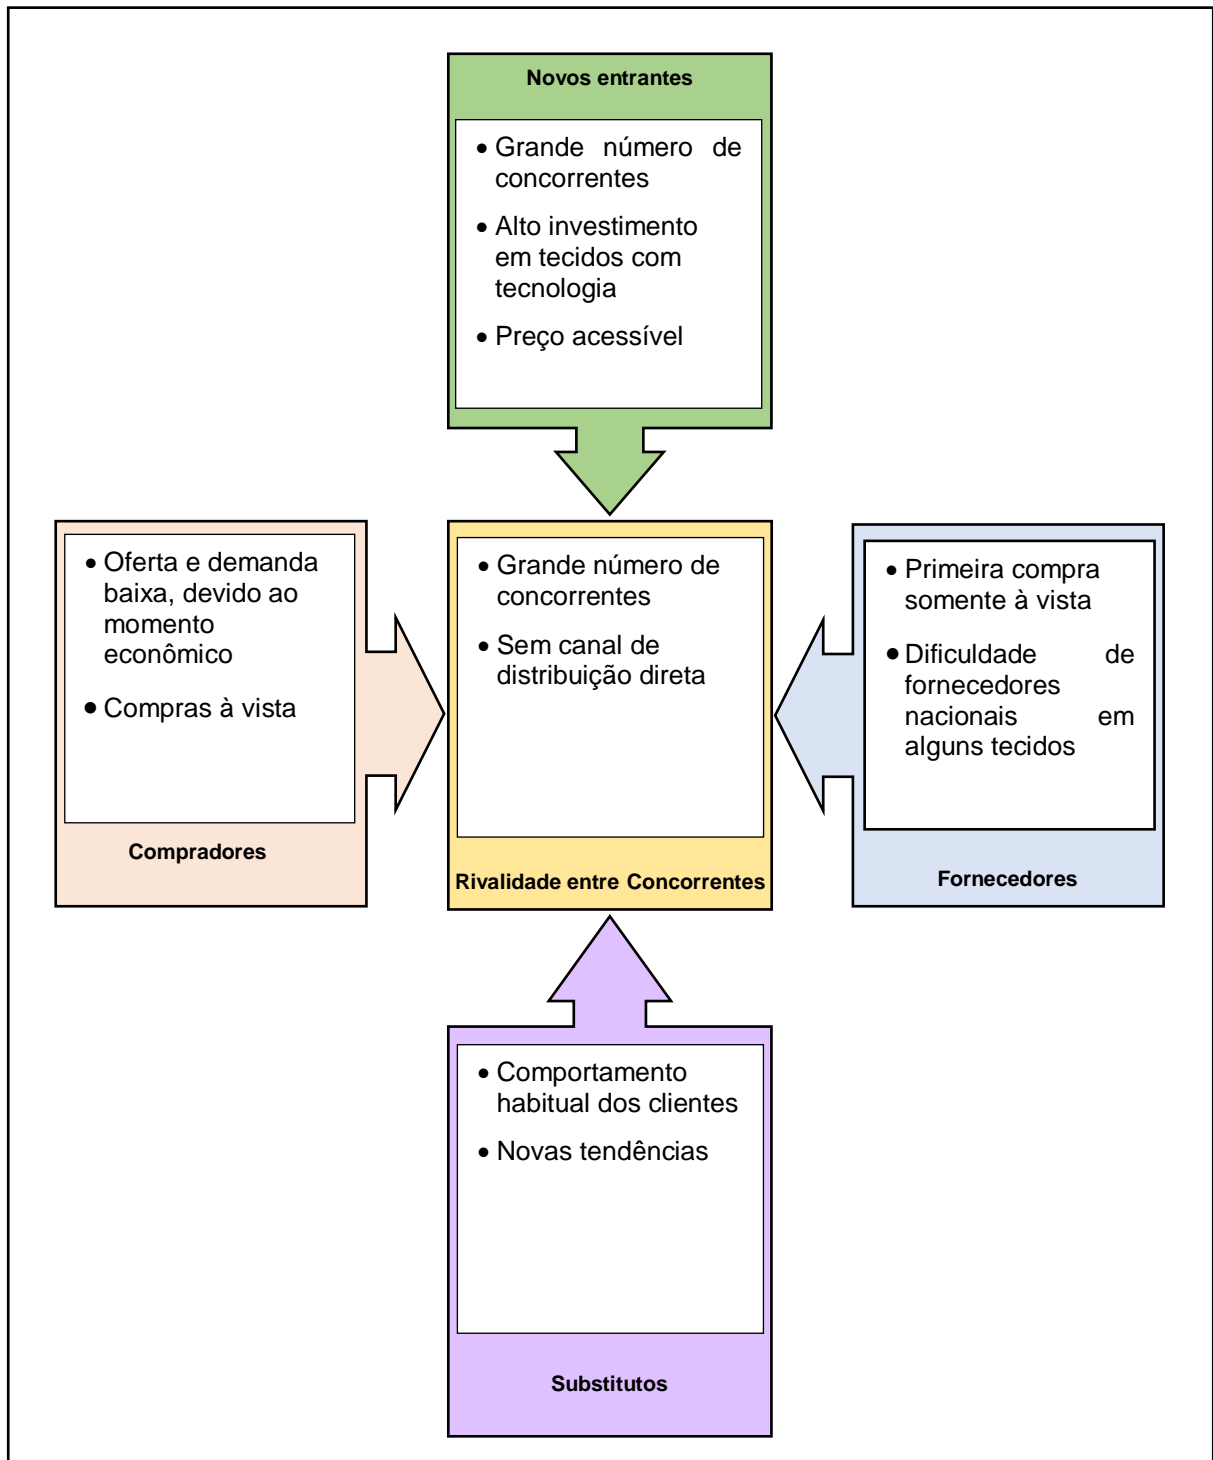 Novos entrantes
• Grande número de
concorrentes
• Alto investimento
em tecidos com
tecnologia
• Preço acessível
• Oferta e demanda
baixa, devido ao
momento
econômico
• Compras à vista
Compradores
• Grande número de
concorrentes
• Sem canal de
distribuição direta
Rivalidade entre Concorrentes
• Primeira compra
somente à vista
• Dificuldade de
fornecedores
nacionais em
alguns tecidos
Fornecedores
• Comportamento
habitual dos clientes
• Novas tendências
Substitutos